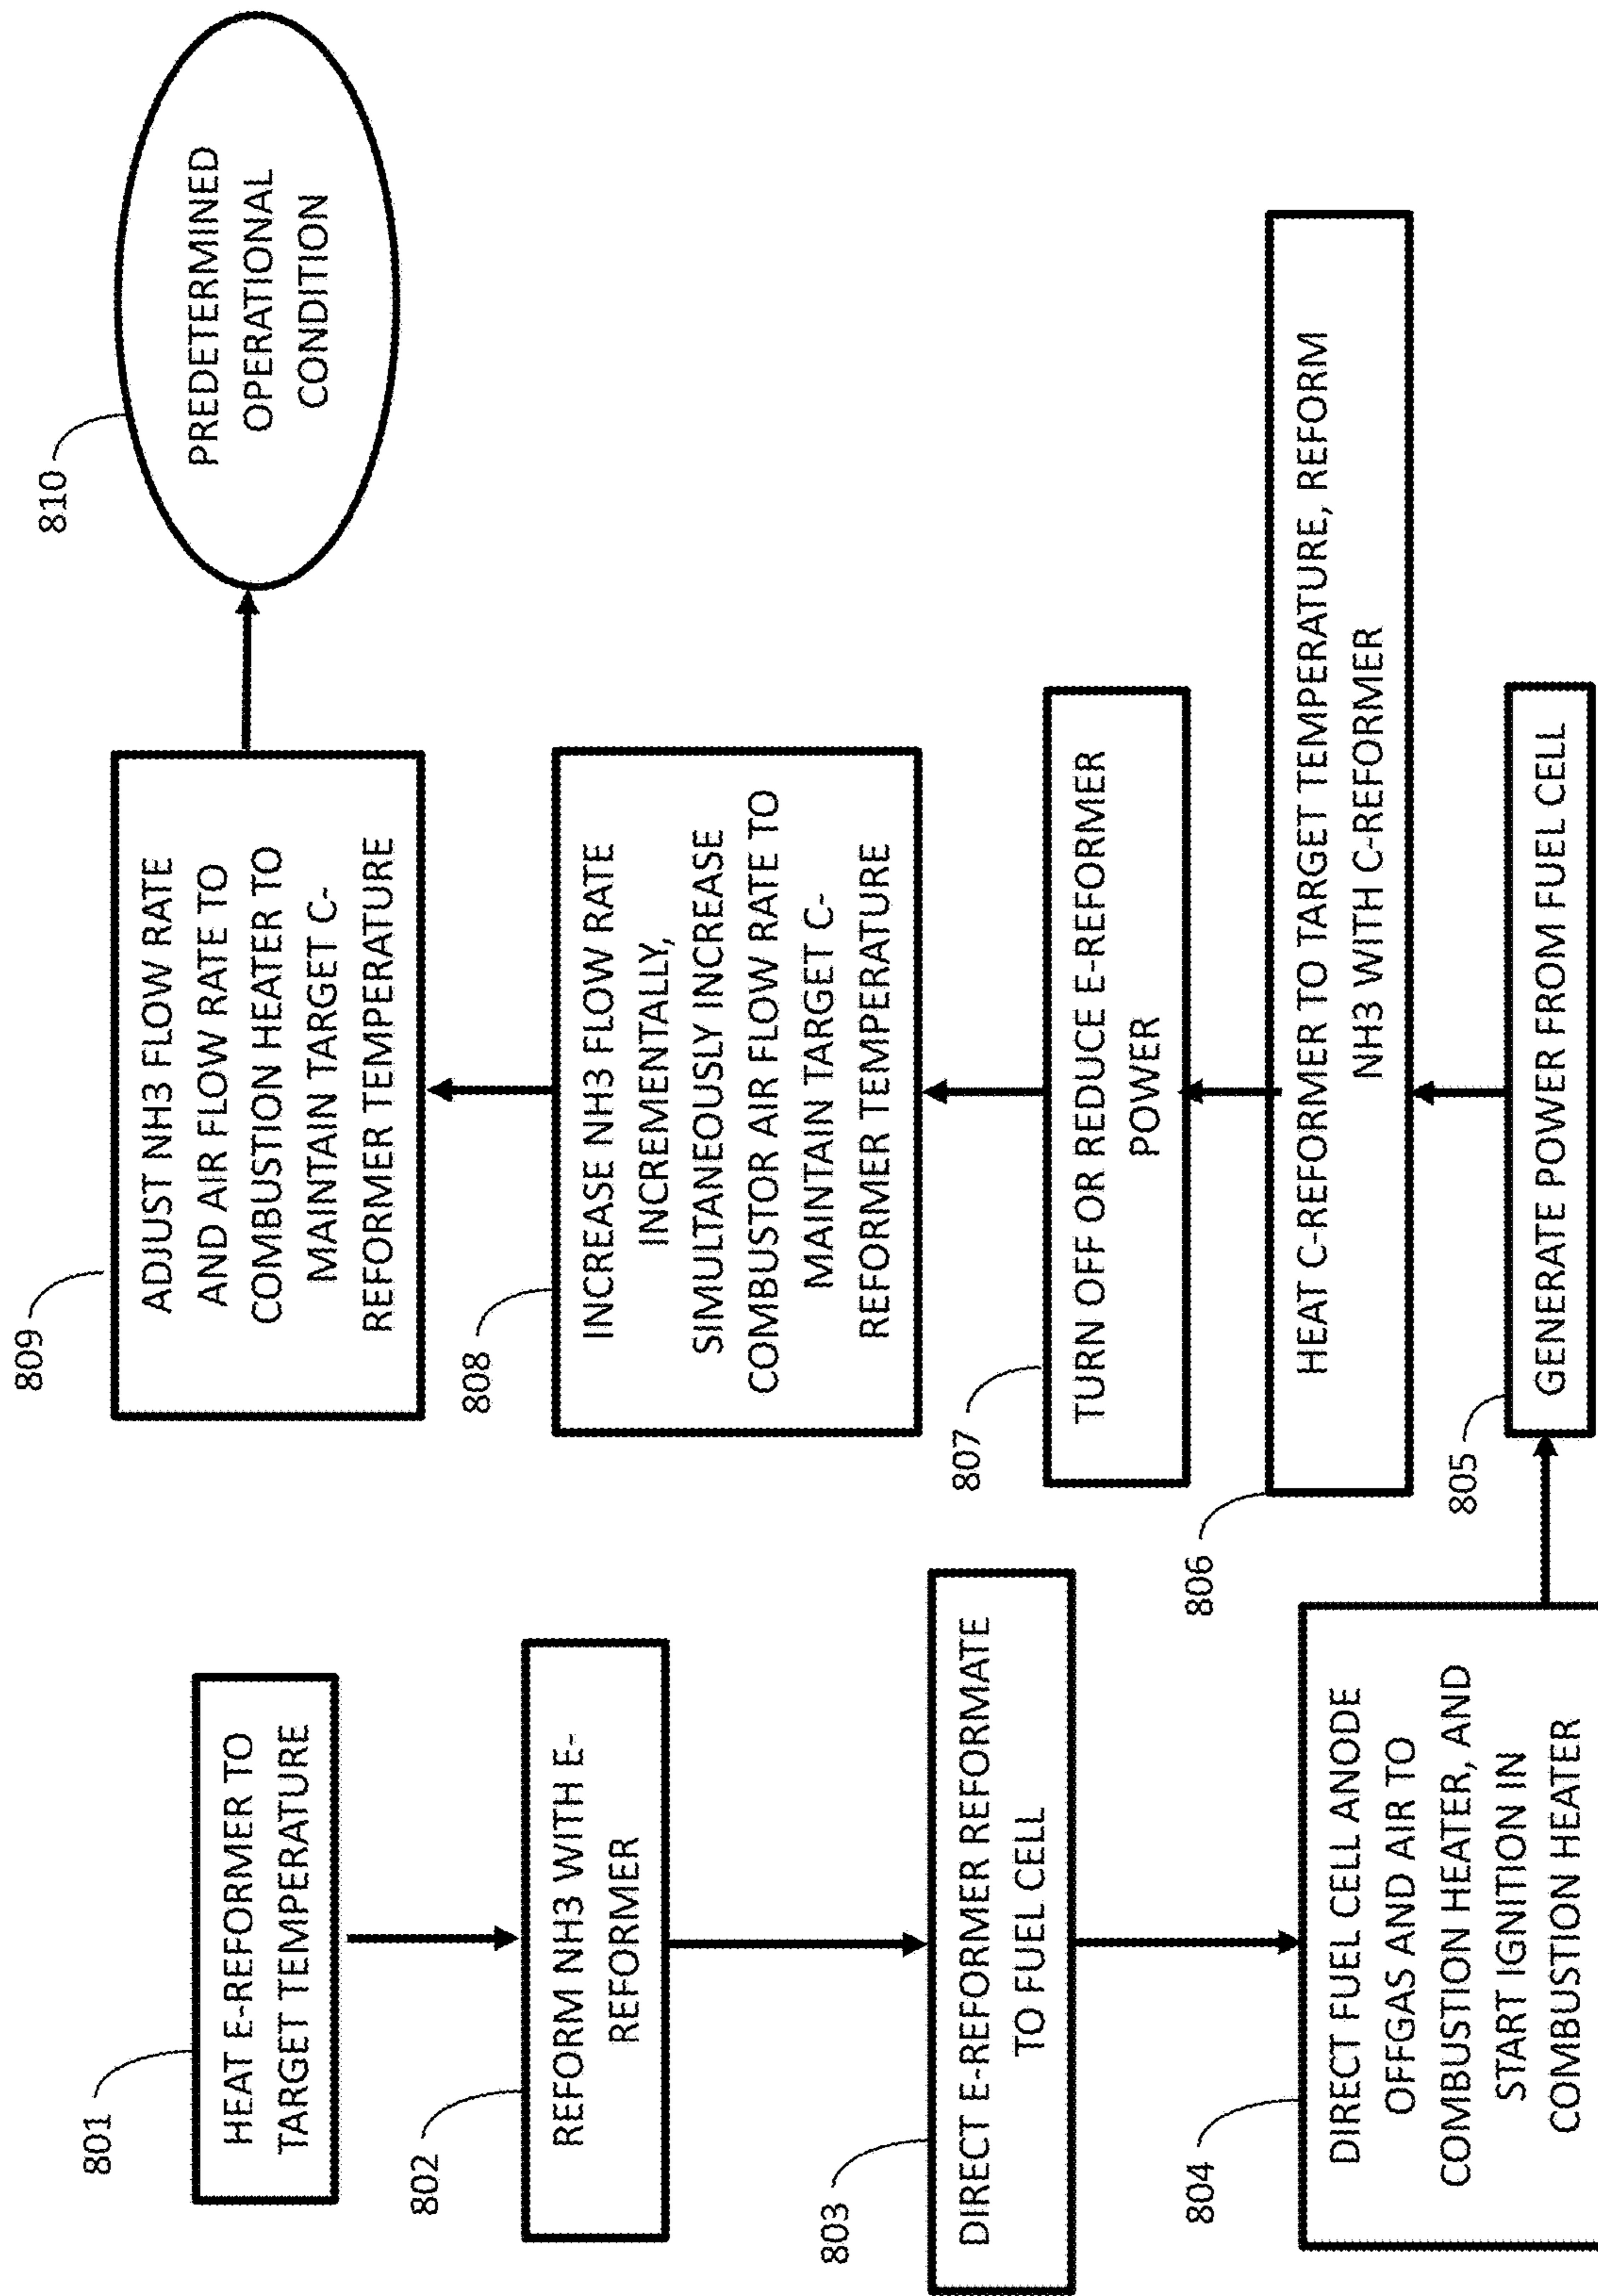 801
HEAT E-REFORMER TO
TARGET TEMPERATURE
802
REFORM NH3 WITH E-
REFORMER
803
DIRECT E-REFORMER REFORMATE
TO FUEL CELL
804
DIRECT FUEL CELL ANODE
OFFGAS AND AIR TO
COMBUSTION HEATER, AND
START IGNITION IN
COMBUSTION HEATER
805
GENERATE POWER FROM FUEL CELL
806
HEAT C-REFORMER TO TARGET TEMPERATURE, REFORM
NH3 WITH C-REFORMER
807
TURN OFF OR REDUCE E-REFORMER
POWER
808
INCREASE NH3 FLOW RATE
INCREMENTALLY,
SIMULTANEOUSLY INCREASE
COMBUSTOR AIR FLOW RATE TO
MAINTAIN TARGET C-
REFORMER TEMPERATURE
809
ADJUST NH3 FLOW RATE
AND AIR FLOW RATE TO
COMBUSTION HEATER TO
MAINTAIN TARGET C-
REFORMER TEMPERATURE
810
PREDETERMINED
OPERATIONAL
CONDITION